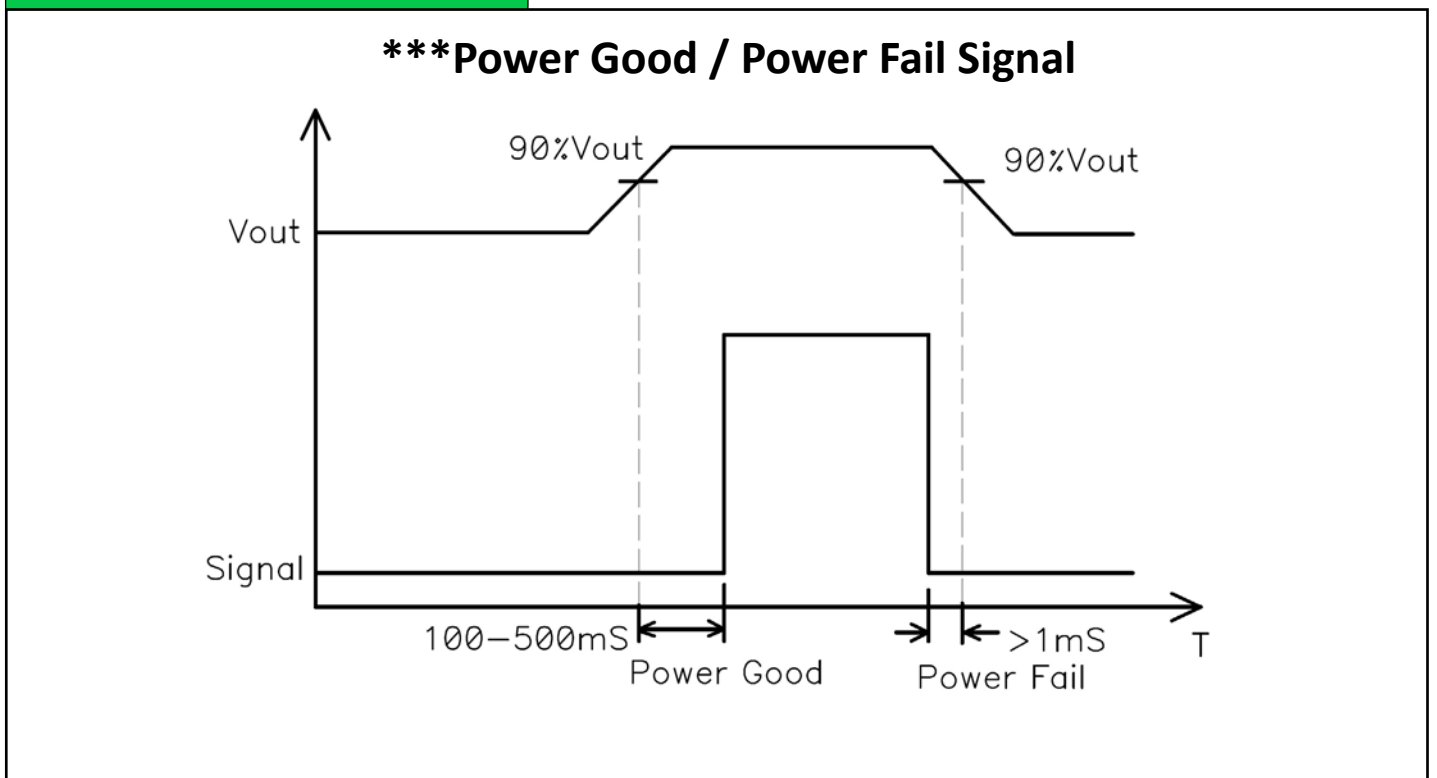 ***Power Good / Power Fail Signal
90%Vout
90%Vout
Vout
Signal
100-500mS
>1mS
T
Power Good
Power Fail